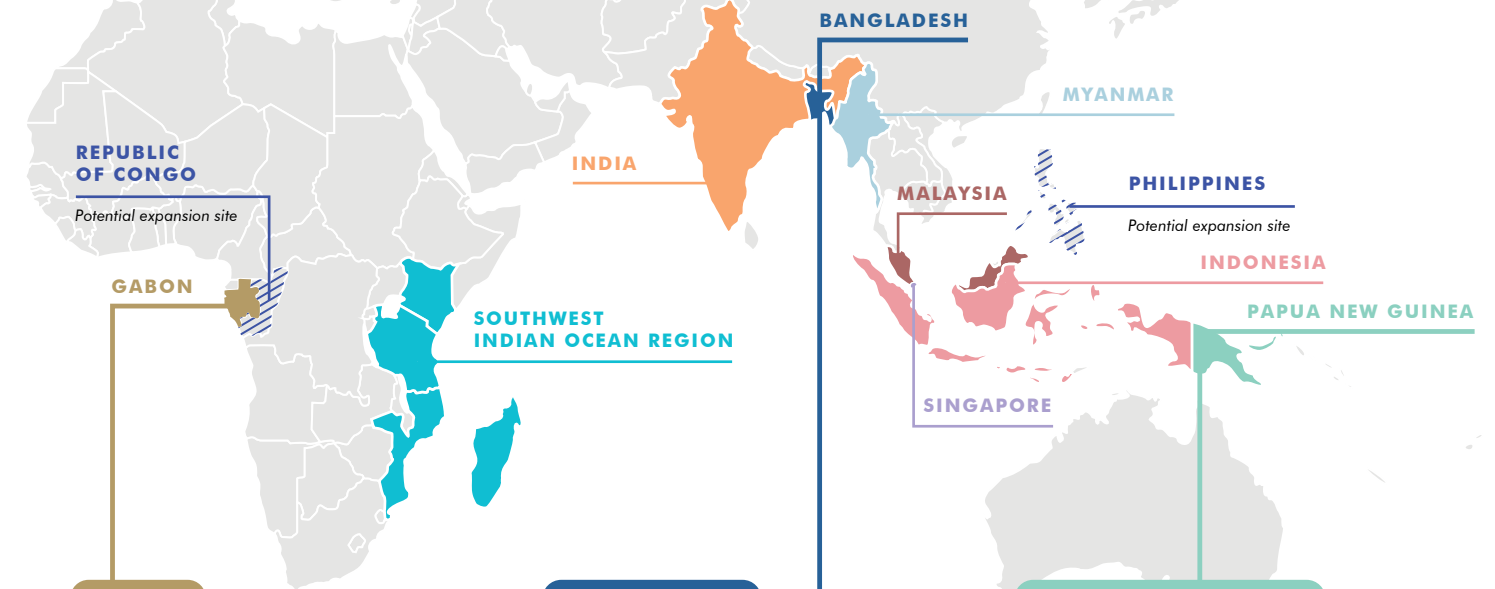 BANGLADESH
MYANMAR
REPUBLIC
OF CONGO
Potential expansion site
INDIA
MALAYSIA
PHILIPPINES
Potential expansion site
GABON
INDONESIA
SOUTHWEST
INDIAN OCEAN REGION
PAPUA NEW GUINEA
SINGAPORE